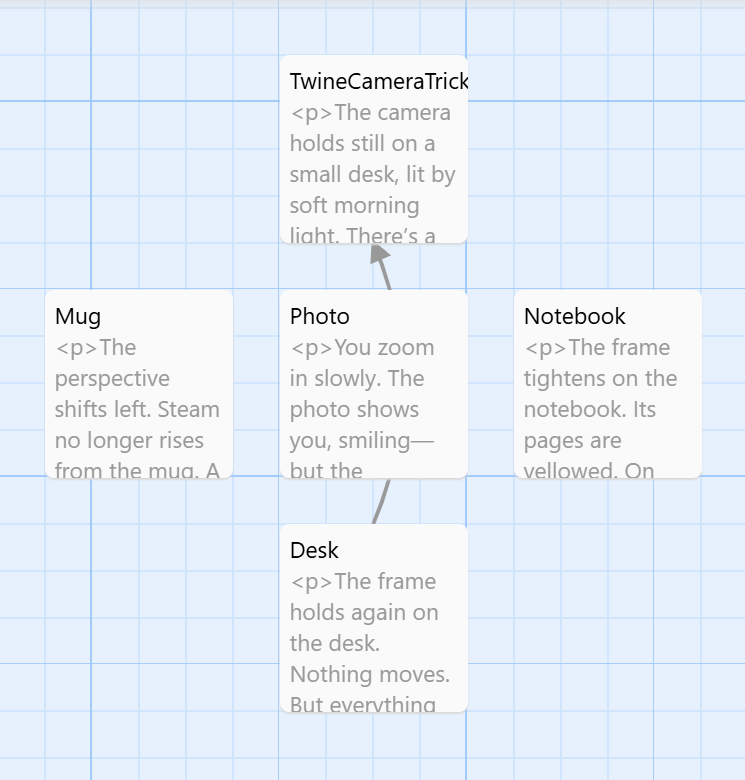 TwineCameraTrick
<p>The camera
holds still on a
small desk, lit by
soft morning
light. There’s a
Mug
<p>The
perspective
shifts left. Steam
no longer rises
from the mug. A
Photo
<p>You zoom
in slowly. The
photo shows
you, smiling—
but the
Notebook
<p>The frame
tightens on the
notebook. Its
pages are
yellowed. On
Desk
<p>The frame
holds again on
the desk.
Nothing moves.
But everything